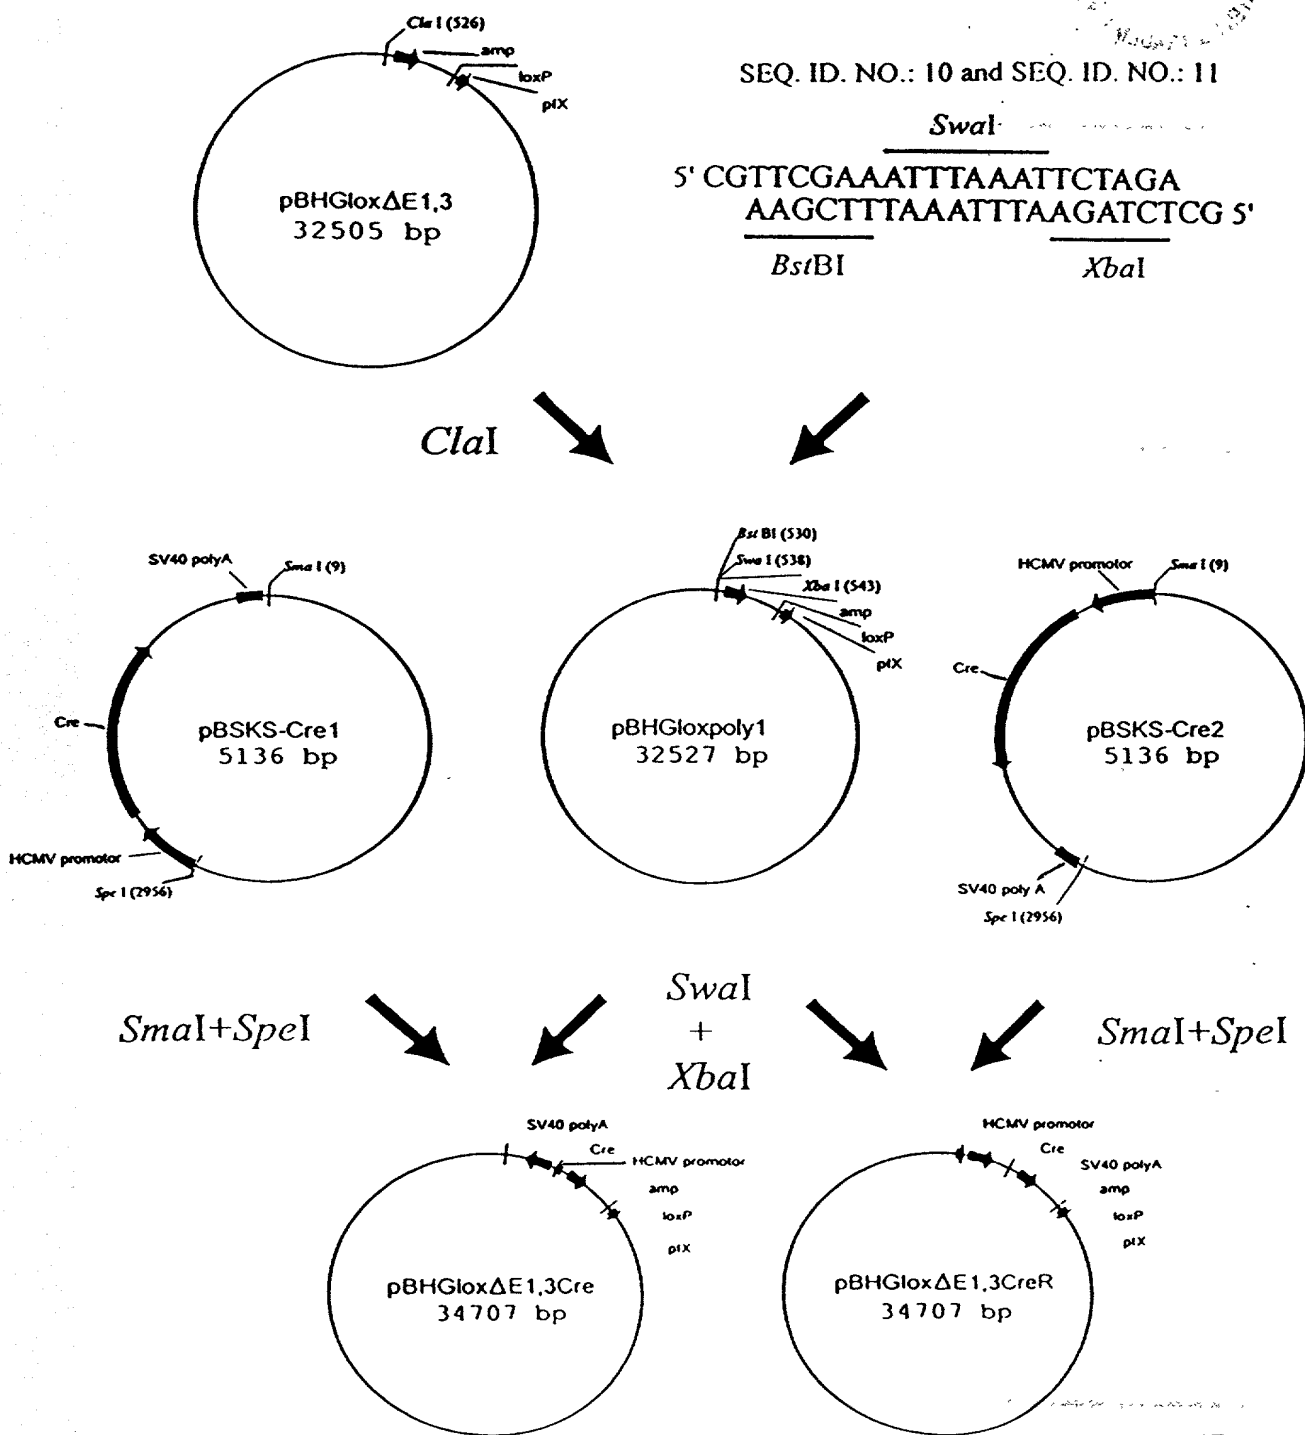 Cla I (526)
amp
loxP
pIX
pBHGloxΔE1,3
32505 bp
SEQ. ID. NO.: 10 and SEQ. ID. NO.: 11
SwaI
5' CGTTCGAAATTTAAATTCTAGA
AAGCTTTAAATTTAAGATCTCG 5'
BstBI
XbaI
ClaI
SV40 polyA
Sma I (9)
Cre
pBSKS-Cre1
5136 bp
HCMV promotor
Spe I (2956)
Bst BI (530)
Swa I (538)
Xba I (543)
amp
loxP
pIX
pBHGloxpoly1
32527 bp
HCMV promotor
Sma I (9)
Cre
pBSKS-Cre2
5136 bp
SV40 poly A
Spe I (2956)
SmaI+SpeI
SwaI
+
XbaI
SmaI+SpeI
SV40 polyA
Cre
HCMV promotor
amp
loxP
pIX
pBHGloxΔE1,3Cre
34707 bp
HCMV promotor
Cre
SV40 polyA
amp
loxP
pIX
pBHGloxΔE1,3CreR
34707 bp